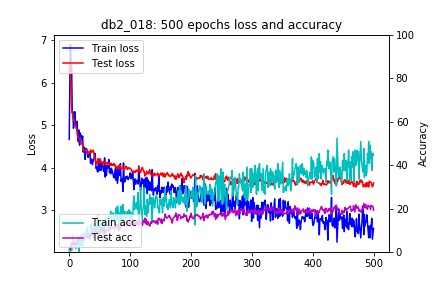 db2_018: 500 epochs loss and accuracy
Train loss
Test loss
Train acc
Test acc
Loss
Accuracy
7
6
5
4
3
100
80
60
40
20
0
0
100
200
300
400
500